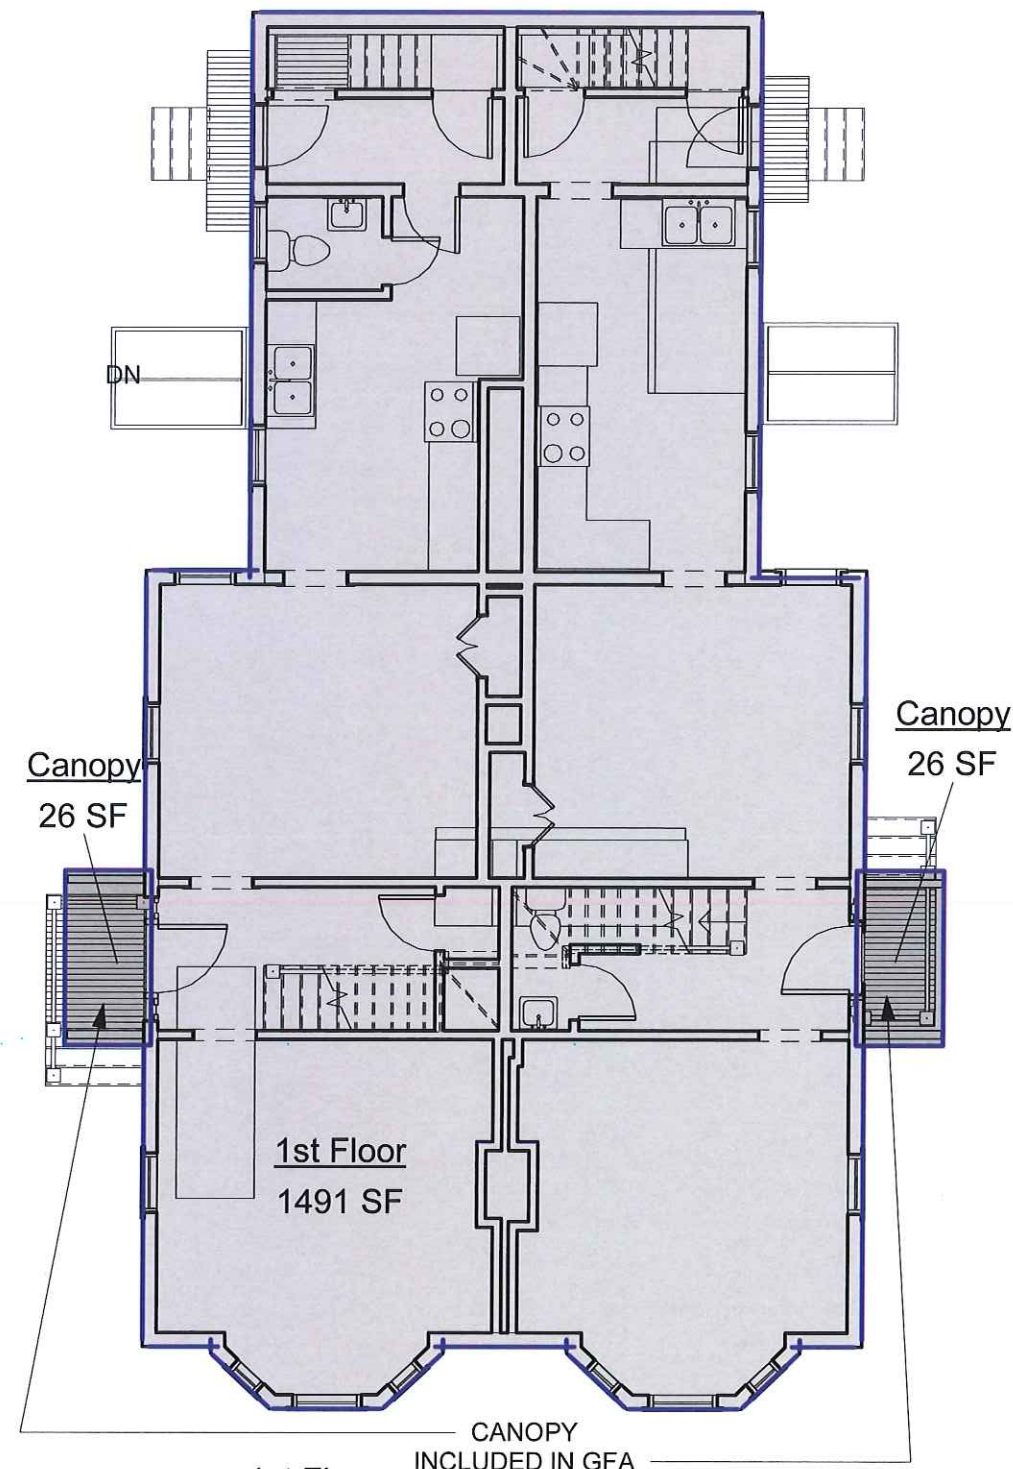 DN
Canopy
26 SF
Canopy
26 SF
1st Floor
1491 SF
CANOPY
INCLUDED IN GFA